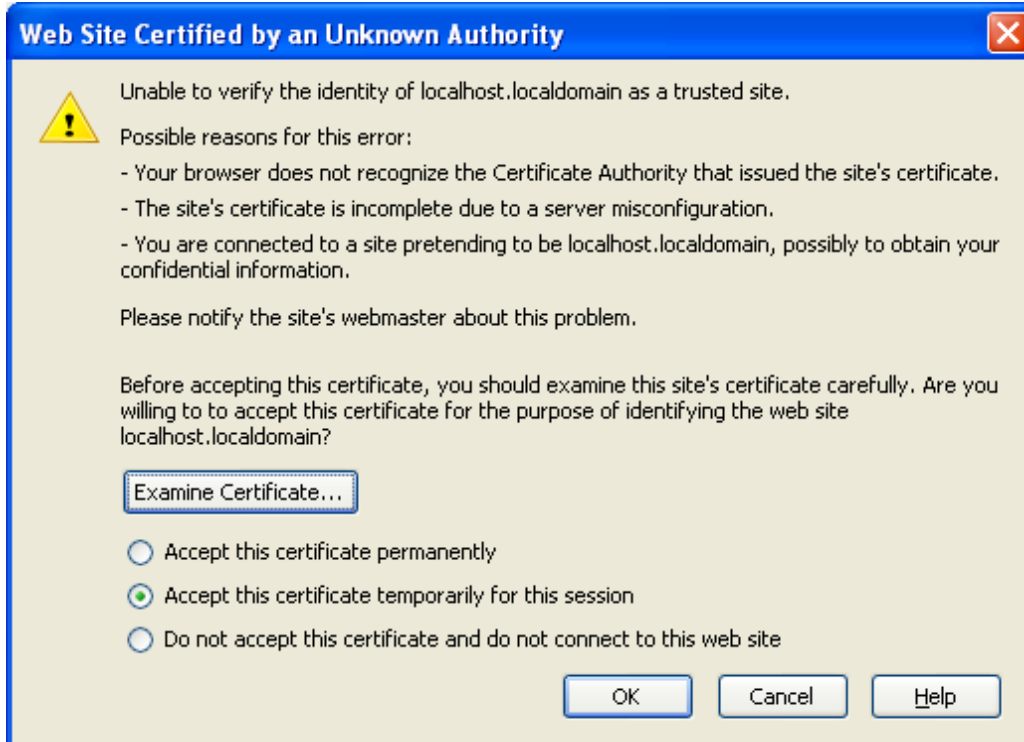 Web Site Certified by an Unknown Authority
Unable to verify the identity of localhost.localdomain as a trusted site.
Possible reasons for this error:
- Your browser does not recognize the Certificate Authority that issued the site's certificate.
- The site's certificate is incomplete due to a server misconfiguration.
- You are connected to a site pretending to be localhost.localdomain, possibly to obtain your
confidential information.
Please notify the site's webmaster about this problem.
Before accepting this certificate, you should examine this site's certificate carefully. Are you
willing to to accept this certificate for the purpose of identifying the web site
localhost.localdomain?
Examine Certificate...
Accept this certificate permanently
Accept this certificate temporarily for this session
Do not accept this certificate and do not connect to this web site
OK Cancel Help